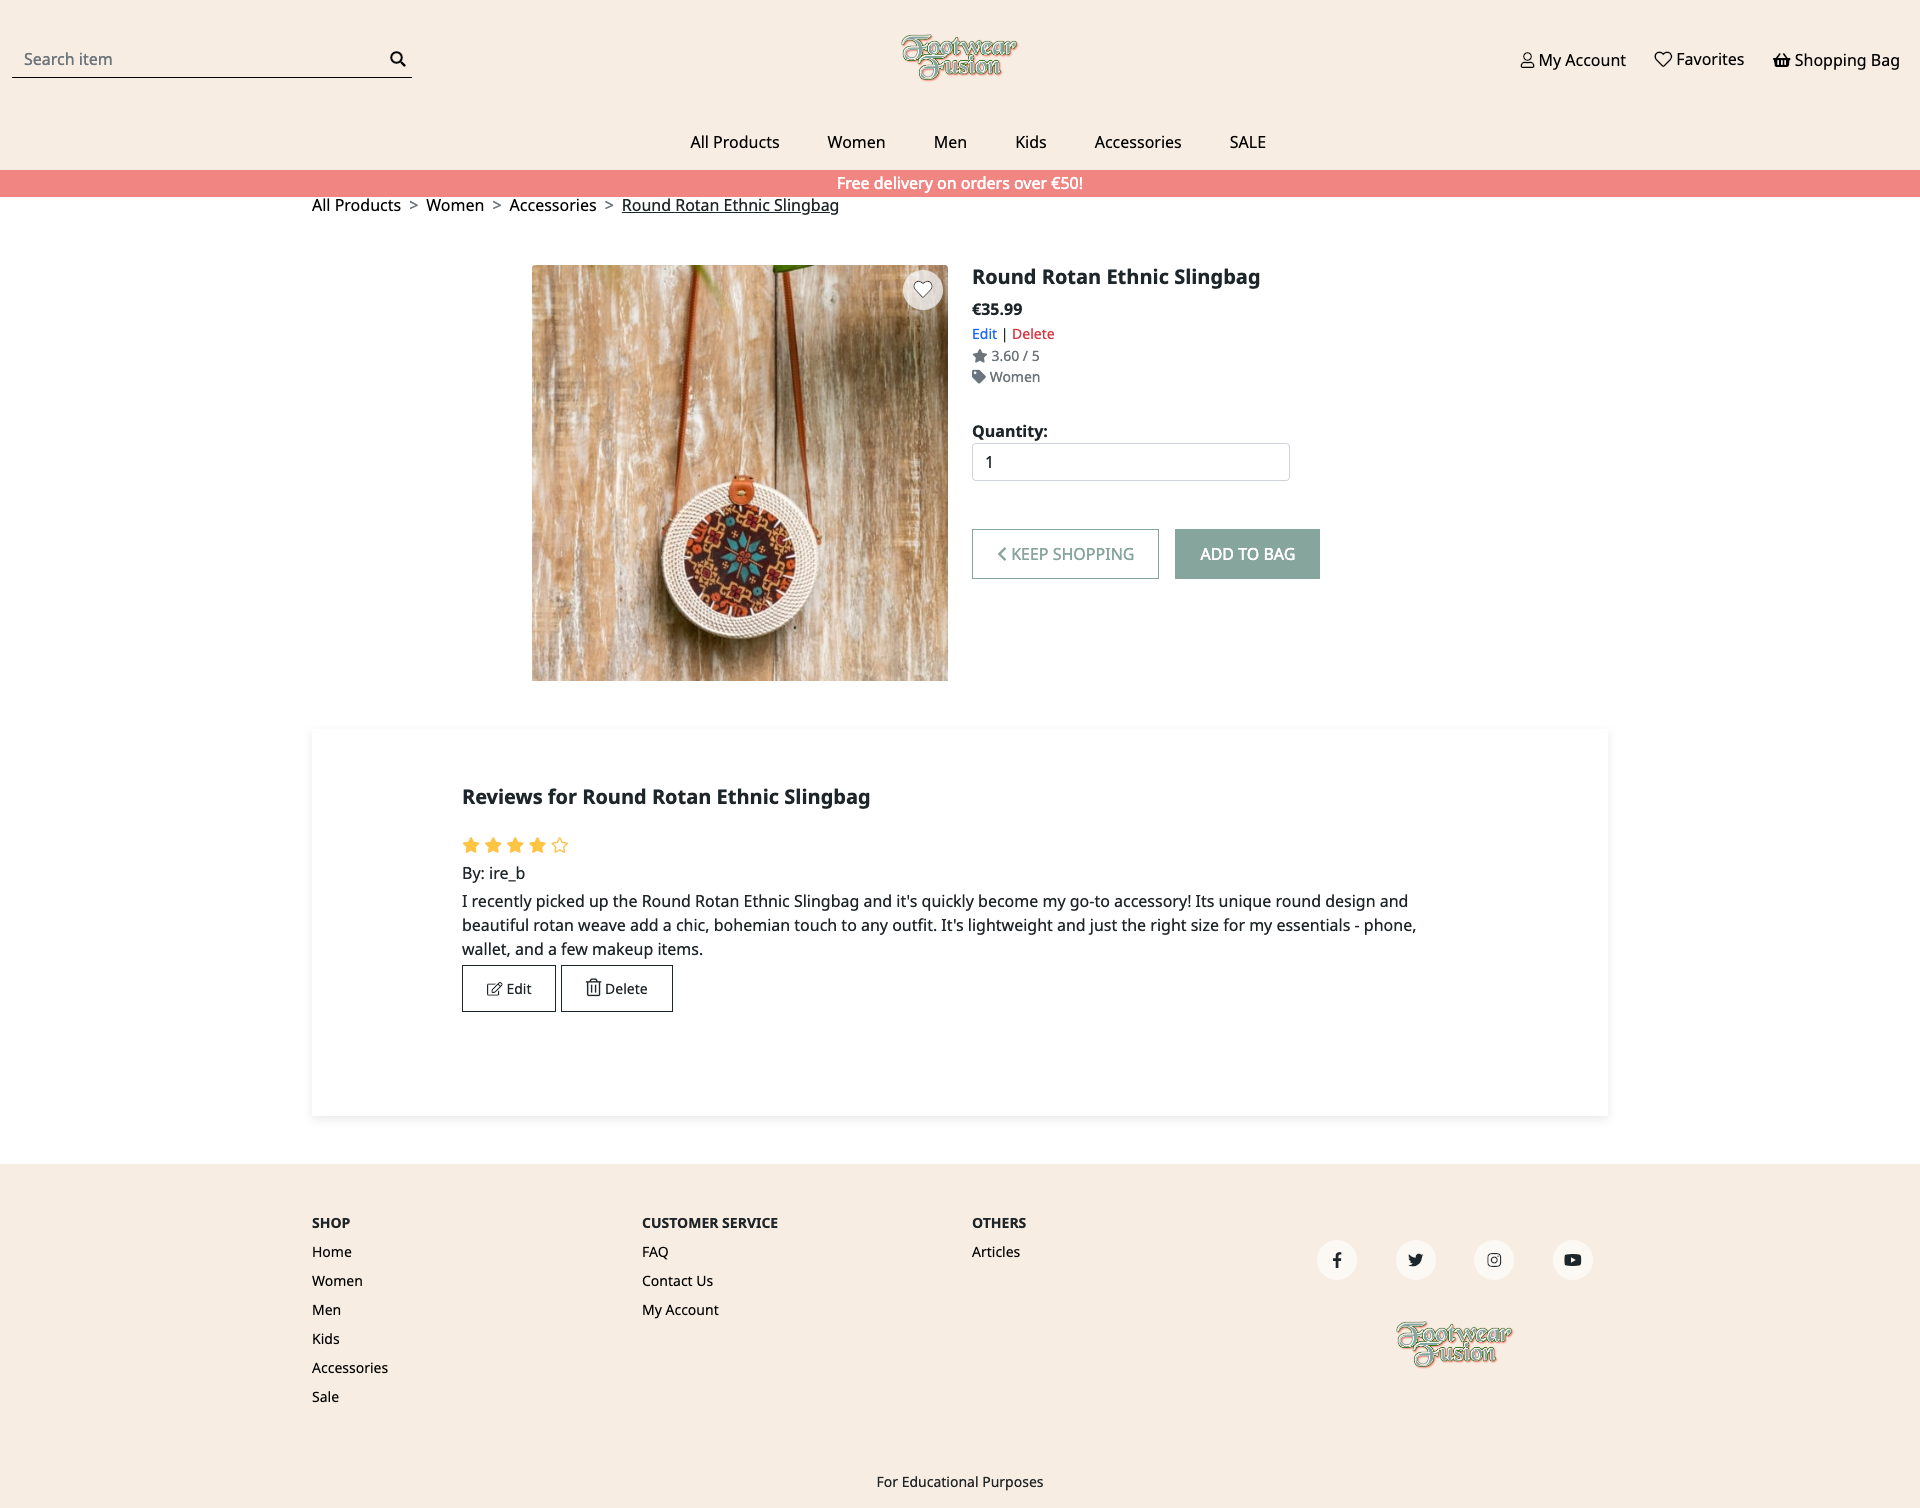 Search item
Footwear
Fusion
My Account
Favorites
Shopping Bag
All Products
Women
Men
Kids
Accessories
SALE
Free delivery on orders over €50!
All Products > Women > Accessories > Round Rotan Ethnic Slingbag
Round Rotan Ethnic Slingbag
€35.99
Edit | Delete
3.60 / 5
Women
Quantity:
1
KEEP SHOPPING
ADD TO BAG
Reviews for Round Rotan Ethnic Slingbag
By: ire_b
I recently picked up the Round Rotan Ethnic Slingbag and it's quickly become my go-to accessory! Its unique round design and
beautiful rotan weave add a chic, bohemian touch to any outfit. It's lightweight and just the right size for my essentials - phone,
wallet, and a few makeup items.
Edit
Delete
SHOP
Home
Women
Men
Kids
Accessories
Sale
CUSTOMER SERVICE
FAQ
Contact Us
My Account
OTHERS
Articles
Footwear
Fusion
For Educational Purposes